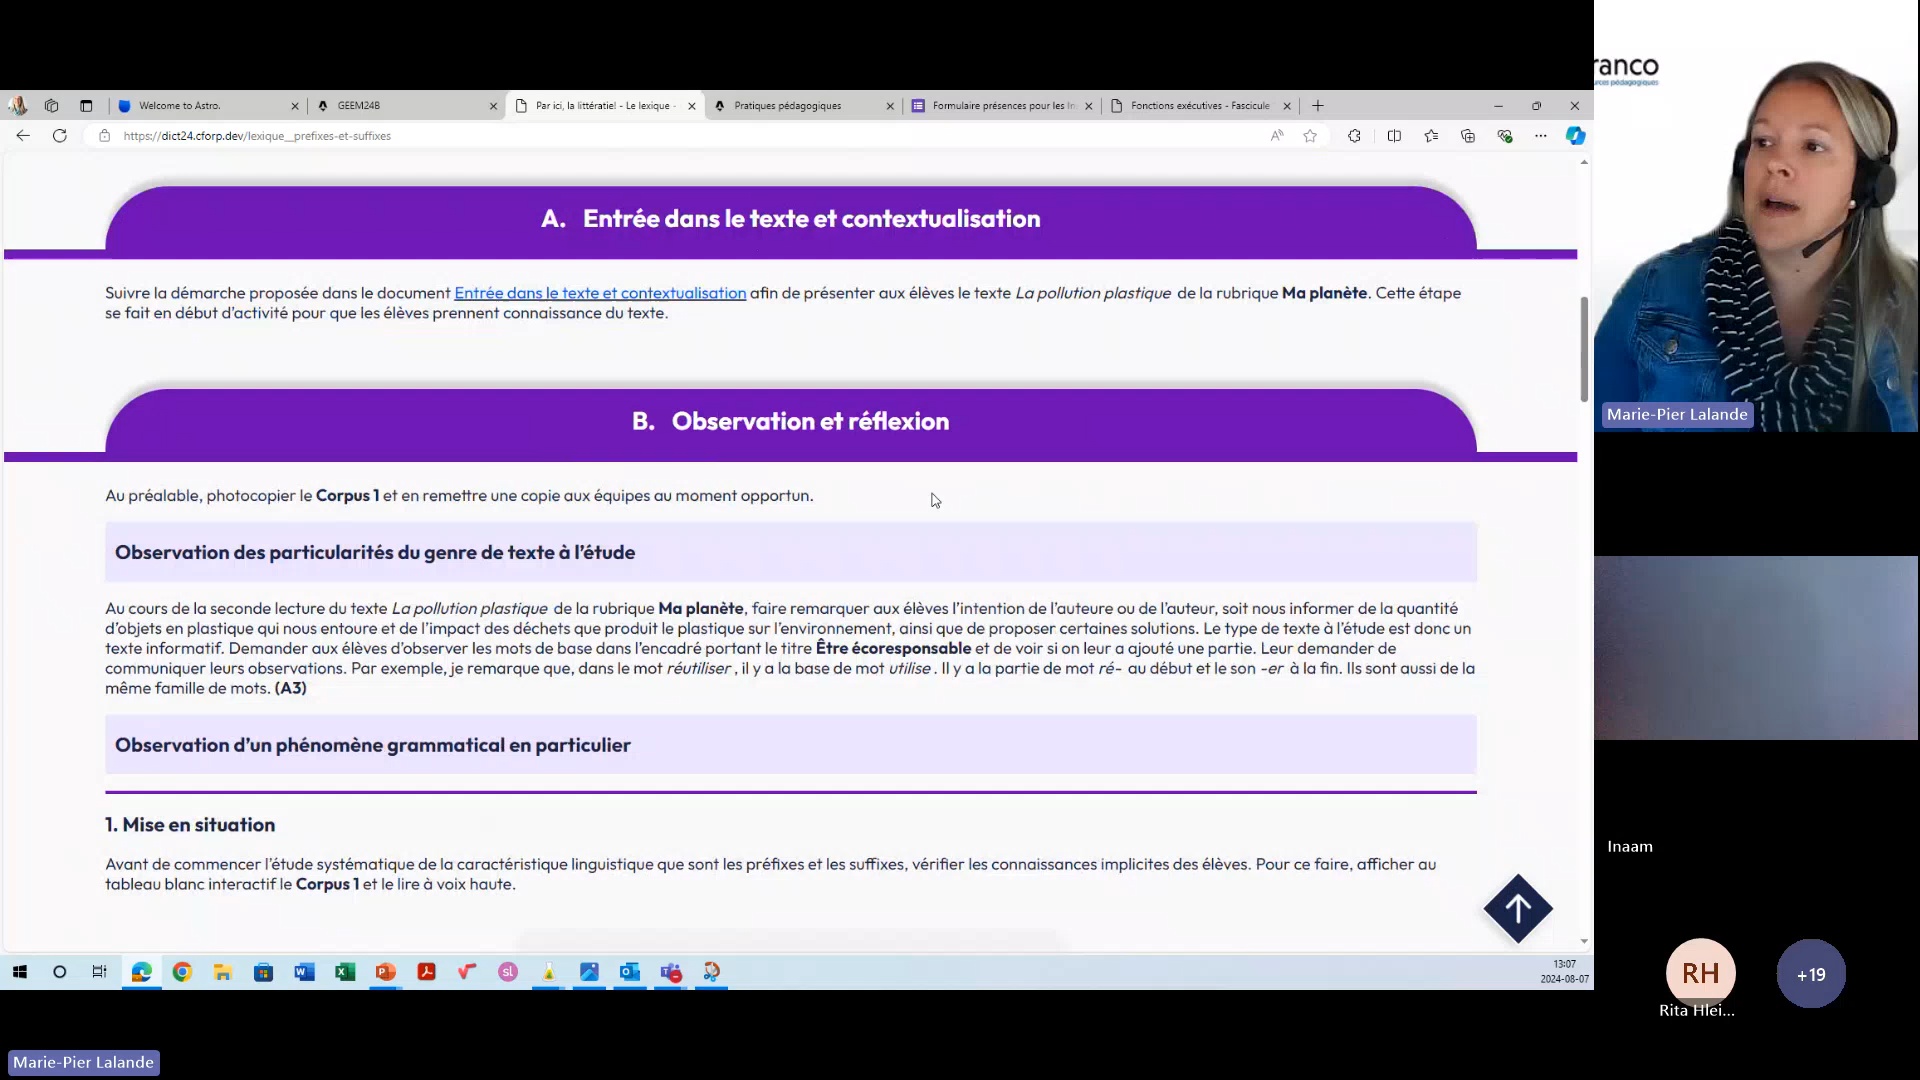 Welcome to Astro.
GEEM24B
Par ici, la littératie! - Le lexique -
Pratiques pédagogiques
Formulaire présences pour les In
Fonctions exécutives - Fascicule
https://dict24.cforp.dev/lexique__prefixes-et-suffixes
A. Entrée dans le texte et contextualisation
Suivre la démarche proposée dans le document Entrée dans le texte et contextualisation afin de présenter aux élèves le texte La pollution plastique de la rubrique Ma planète. Cette étape
se fait en début d'activité pour que les élèves prennent connaissance du texte.
B. Observation et réflexion
Au préalable, photocopier le Corpus 1 et en remettre une copie aux équipes au moment opportun.
Observation des particularités du genre de texte à l'étude
Au cours de la seconde lecture du texte La pollution plastique de la rubrique Ma planète, faire remarquer aux élèves l'intention de l'auteure ou de l'auteur, soit nous informer de la quantité
d'objets en plastique qui nous entoure et de l'impact des déchets que produit le plastique sur l'environnement, ainsi que de proposer certaines solutions. Le type de texte à l'étude est donc un
texte informatif. Demander aux élèves d'observer les mots de base dans l'encadré portant le titre Être écoresponsable et de voir si on leur a ajouté une partie. Leur demander de
communiquer leurs observations. Par exemple, je remarque que, dans le mot réutiliser, il y a la base de mot utilise. Il y a la partie de mot ré- au début et le son -er à la fin. Ils sont aussi de la
même famille de mots. (A3)
Observation d'un phénomène grammatical en particulier
1. Mise en situation
Avant de commencer l'étude systématique de la caractéristique linguistique que sont les préfixes et les suffixes, vérifier les connaissances implicites des élèves. Pour ce faire, afficher au
tableau blanc interactif le Corpus 1 et le lire à voix haute.
13:07
2024-08-07
ranco
urces pédagogiques
Marie-Pier Lalande
Inaam
RH
+19
Rita Hlei...
Marie-Pier Lalande